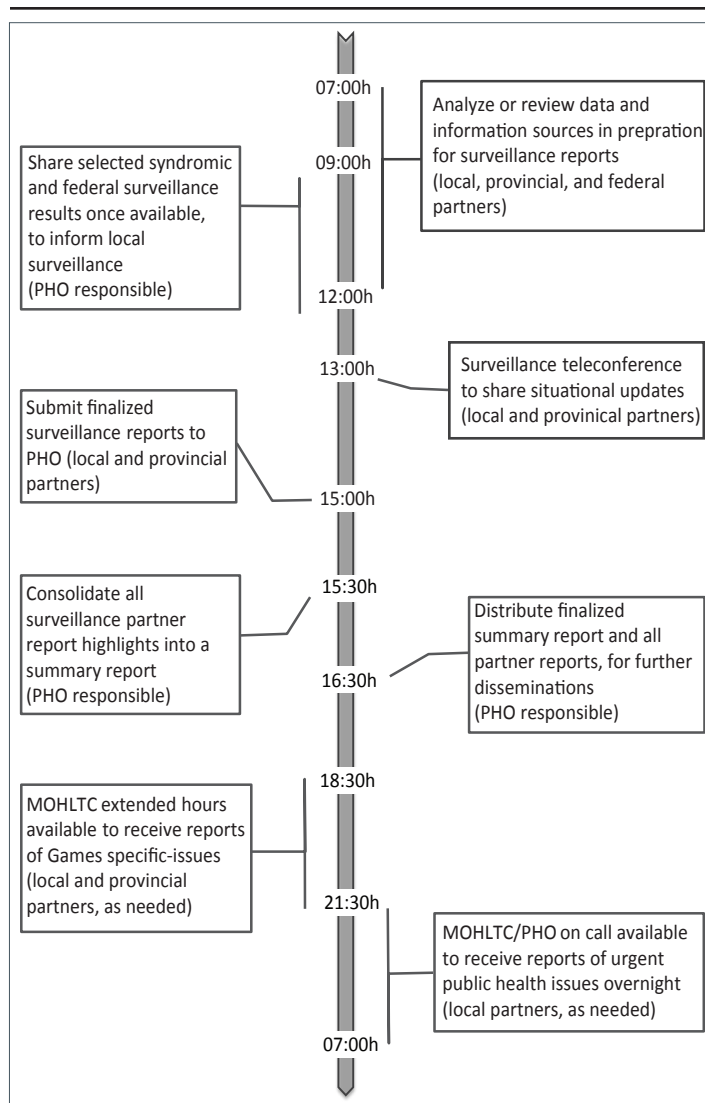 07:00h
Analyze or review data and
information sources in prepration
for surveillance reports
(local, provincial, and federal
partners)
Share selected syndromic
and federal surveillance
results once available,
to inform local
surveillance
(PHO responsible)
09:00h
12:00h
13:00h
Surveillance teleconference
to share situational updates
(local and provinical partners)
Submit finalized
surveillance reports to
PHO (local and provincial
partners)
15:00h
15:30h
Consolidate all
surveillance partner
report highlights into a
summary report
(PHO responsible)
Distribute finalized
summary report and all
partner reports, for further
disseminations
(PHO responsible)
16:30h
18:30h
MOHLTC extended hours
available to receive reports
of Games specific-issues
(local and provincial
partners, as needed)
21:30h
MOHLTC/PHO on call available
to receive reports of urgent
public health issues overnight
(local partners, as needed)
07:00h